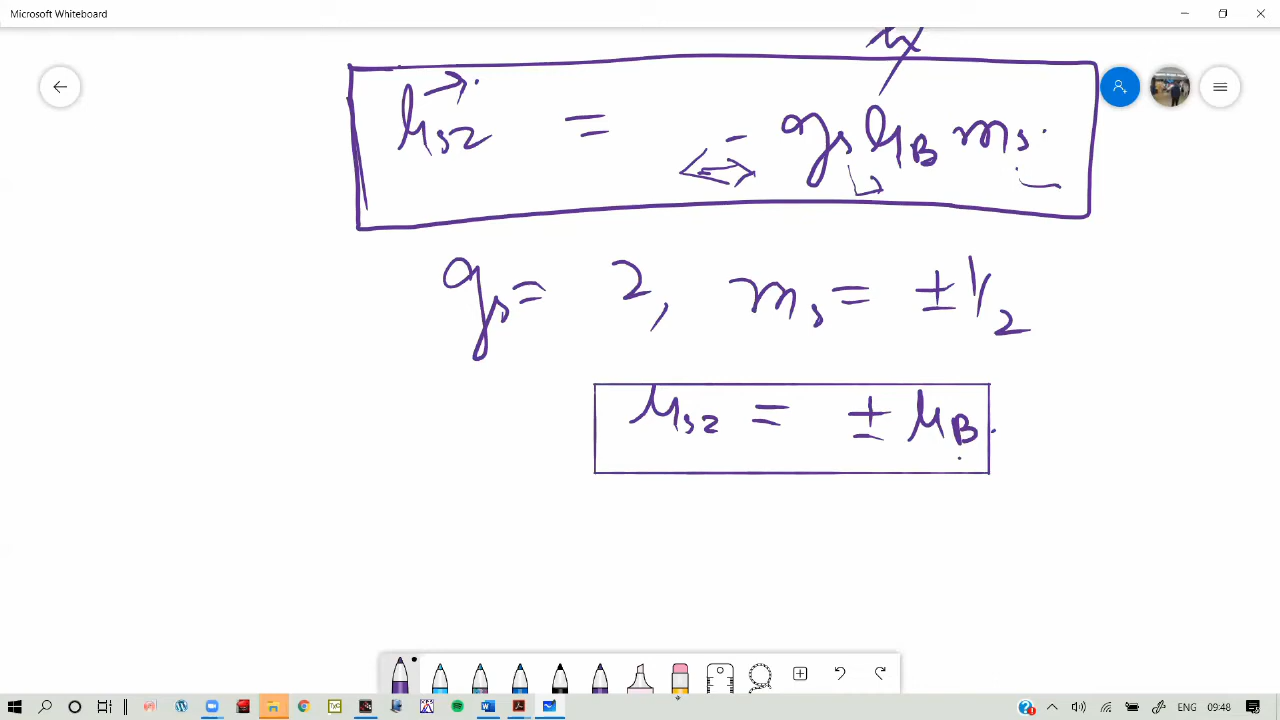 Microsoft Whiteboard
μ⃗sz = - gs μB ms.
gs = 2, ms = ±1/2
μsz = ± μB.
ENG 09:48